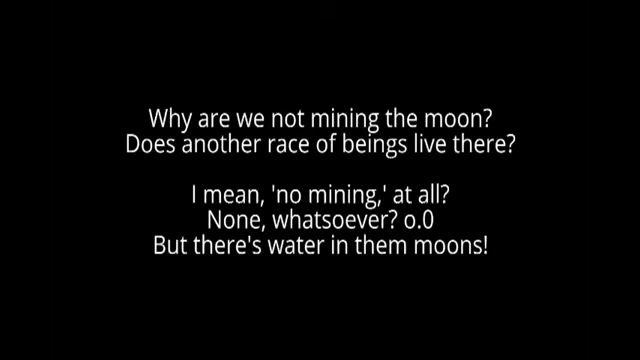 Why are we not mining the moon?
Does another race of beings live there?
I mean, 'no mining,' at all?
None, whatsoever? o.0
But there's water in them moons!